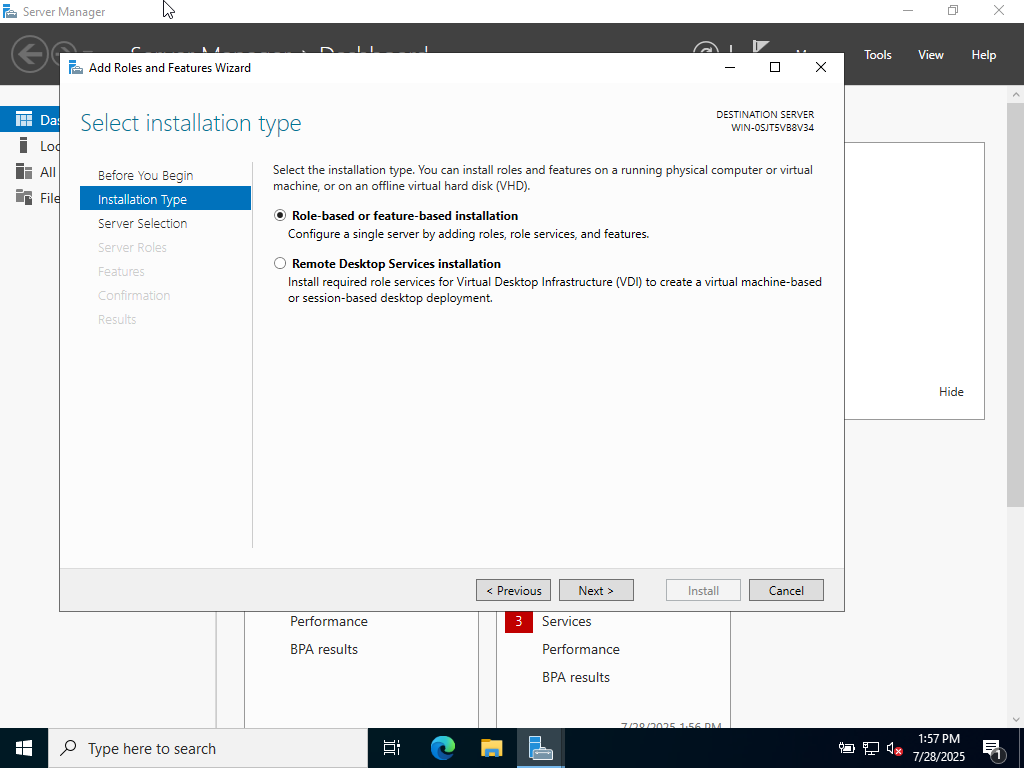 Server Manager
Tools
View
Help
Add Roles and Features Wizard
Select installation type
DESTINATION SERVER
WIN-0SJT5VB8V34
Before You Begin
Installation Type
Server Selection
Server Roles
Features
Confirmation
Results
Select the installation type. You can install roles and features on a running physical computer or virtual
machine, or on an offline virtual hard disk (VHD).
Role-based or feature-based installation
Configure a single server by adding roles, role services, and features.
Remote Desktop Services installation
Install required role services for Virtual Desktop Infrastructure (VDI) to create a virtual machine-based
or session-based desktop deployment.
< Previous
Next >
Install
Cancel
All
File
Hide
Performance
BPA results
3 Services
Performance
BPA results
7/28/2025 1:56 PM
Type here to search
1:57 PM
7/28/2025
1